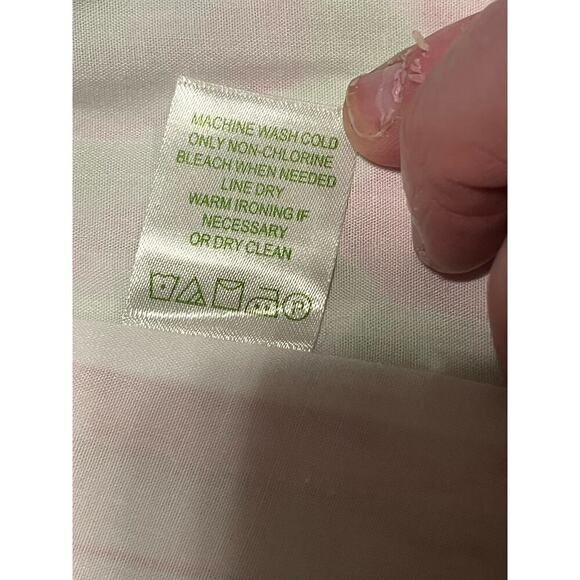 MACHINE WASH COLD
ONLY NON-CHLORINE
BLEACH WHEN NEEDED
LINE DRY
WARM IRONING IF
NECESSARY
OR DRY CLEAN
P